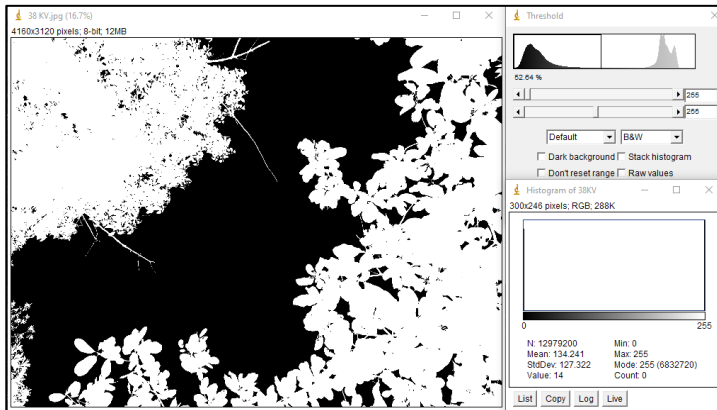 38 KV.jpg (16.7%)
4160x3120 pixels; 8-bit; 12MB
Threshold
52.64 %
255
255
Default B&W
Dark background Stack histogram
Don't reset range Raw values
Histogram of 38KV
300x246 pixels; RGB; 288K
0 255
N: 12979200 Min: 0
Mean: 134.241 Max: 255
StdDev: 127.322 Mode: 255 (6832720)
Value: 14 Count: 0
List Copy Log Live